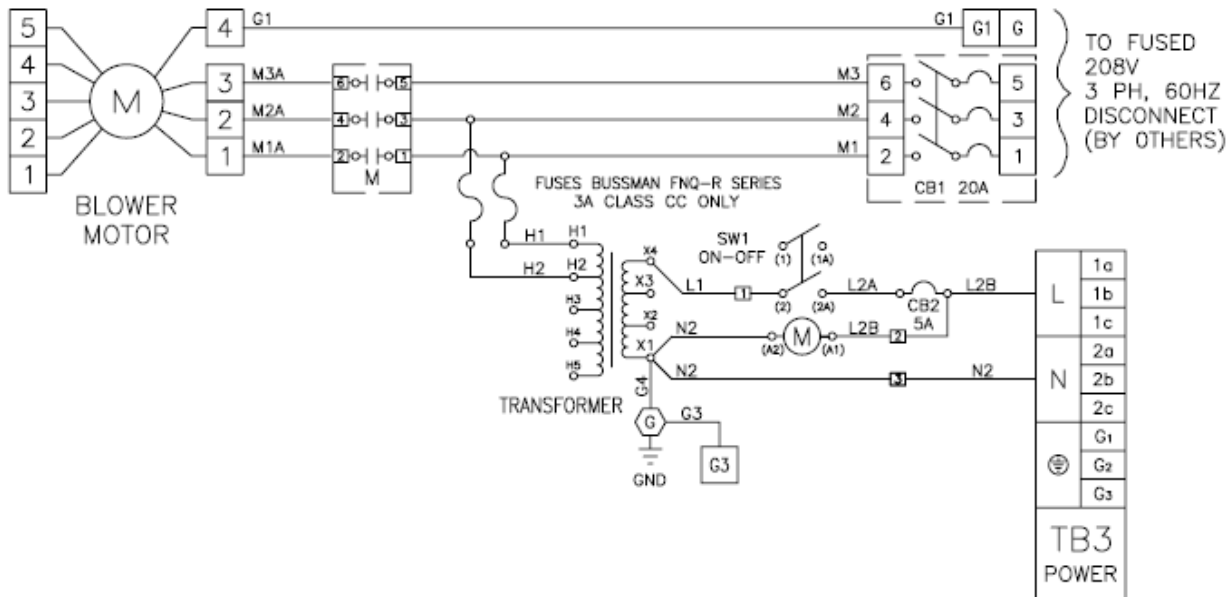 5
4
3
2
1
M
BLOWER
MOTOR
4
3
2
1
G1
M3A
M2A
M1A
6
5
4
3
2
1
M
G1
M3
M2
M1
G1
G
6
4
2
5
3
1
CB1 20A
TO FUSED
208V
3 PH, 60HZ
DISCONNECT
(BY OTHERS)
FUSES BUSSMAN FNQ-R SERIES
3A CLASS CC ONLY
H1
H1
H2
H2
H3
H4
H5
TRANSFORMER
X4
X3
X2
X1
L1
1
SW1
ON-OFF
(1)
(1A)
(2)
(2A)
L2A
CB2
5A
L2B
N2
(A2)
M
(A1)
L2B
2
N2
3
N2
G4
G
G3
G3
GND
L
1a
1b
1c
N
2a
2b
2c
G1
G2
G3
TB3
POWER